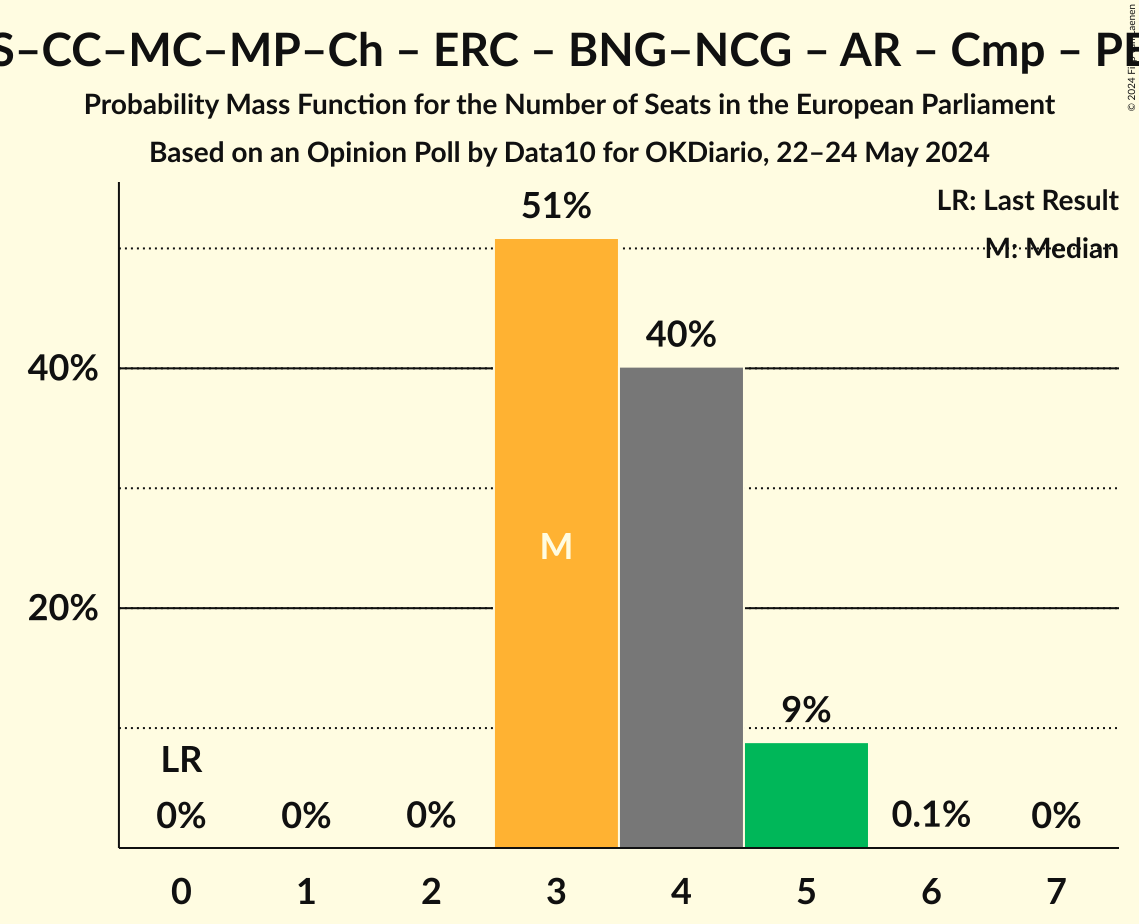 S–CC–MC–MP–Ch – ERC – BNG–NCG – AR – Cmp –
Probability Mass Function for the Number of Seats in the European Parliament
Based on an Opinion Poll by Data10 for OKDiario, 22–24 May 2024
© 2024
LR: Last Result
M: Median
51%
40%
40%
M
20%
9%
LR
0% 0% 0% 0.1% 0%
0 1 2 3 4 5 6 7